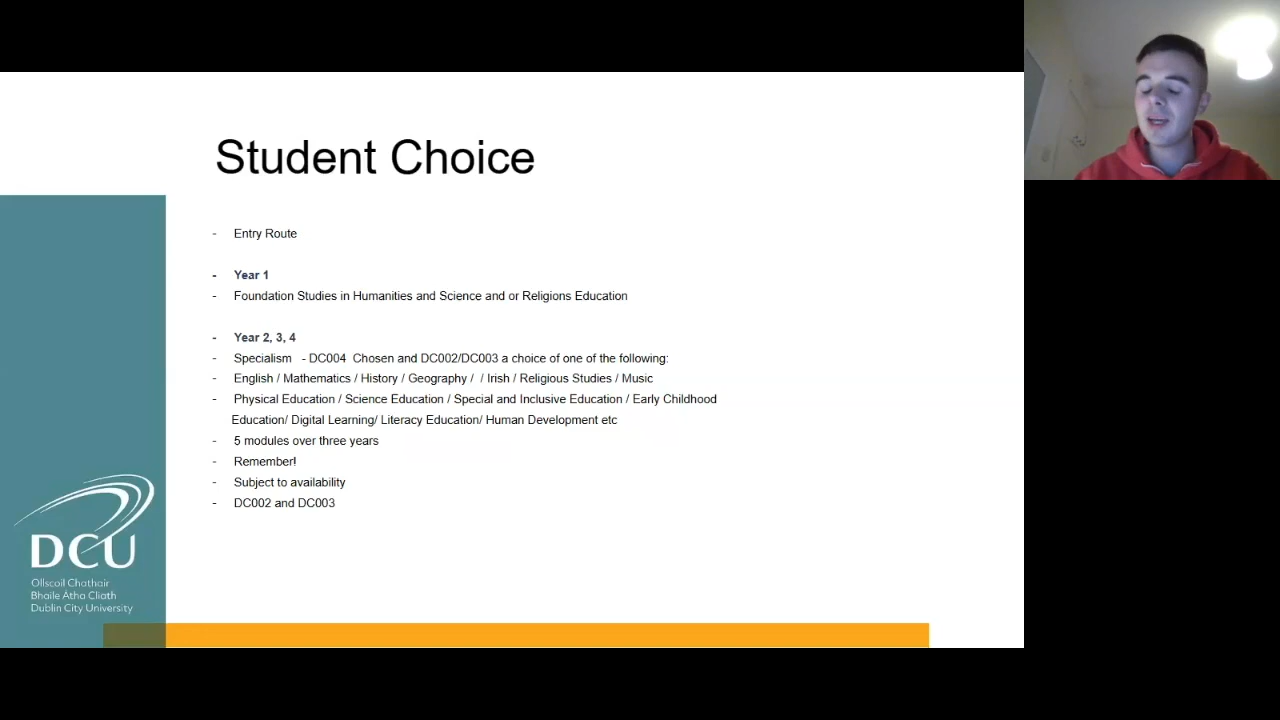 Student Choice
- Entry Route
- Year 1
- Foundation Studies in Humanities and Science and or Religions Education
- Year 2, 3, 4
- Specialism - DC004 Chosen and DC002/DC003 a choice of one of the following:
- English / Mathematics / History / Geography / / Irish / Religious Studies / Music
- Physical Education / Science Education / Special and Inclusive Education / Early Childhood
Education/ Digital Learning/ Literacy Education/ Human Development etc
- 5 modules over three years
- Remember!
- Subject to availability
- DC002 and DC003
DCU
Ollscoil Chathair
Bhaile Átha Cliath
Dublin City University